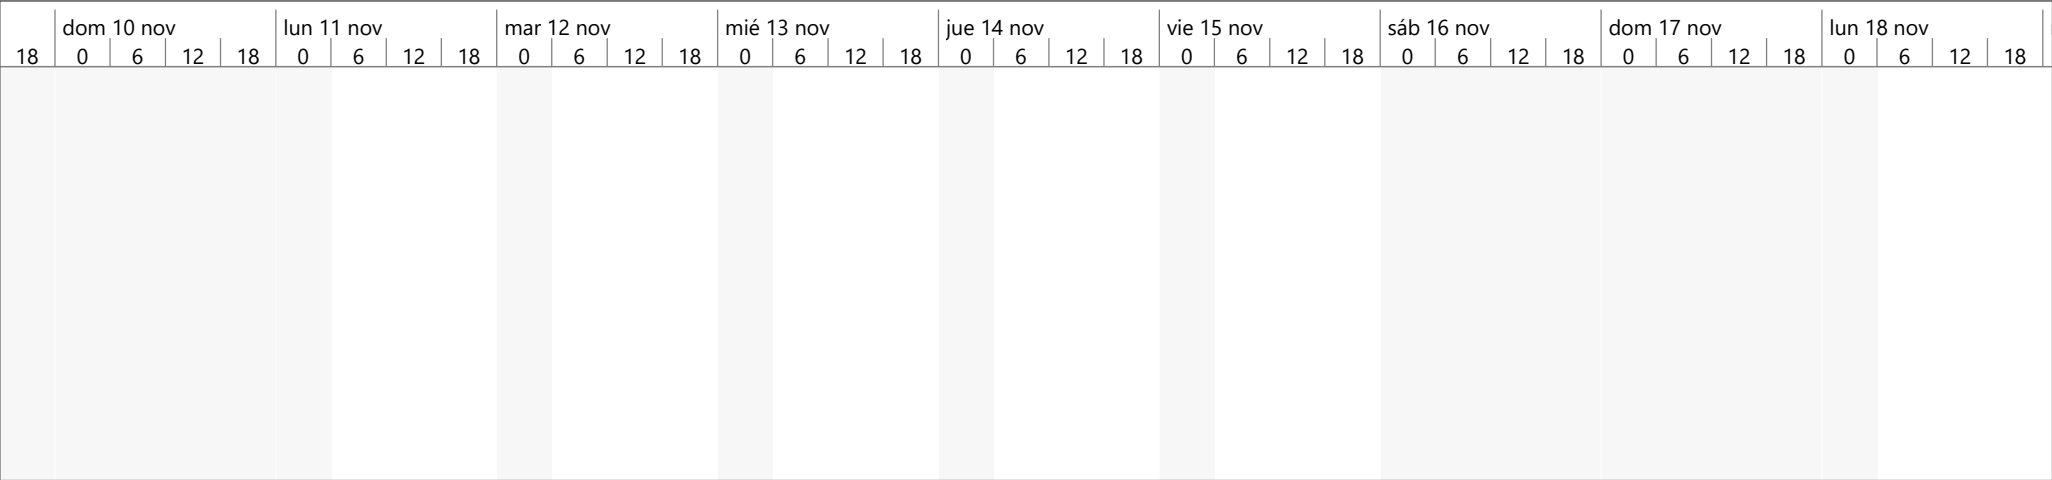 dom 10 nov lun 11 nov mar 12 nov mié 13 nov jue 14 nov vie 15 nov sáb 16 nov dom 17 nov lun 18 nov
18 0 6 12 18 0 6 12 18 0 6 12 18 0 6 12 18 0 6 12 18 0 6 12 18 0 6 12 18 0 6 12 18 0 6 12 18